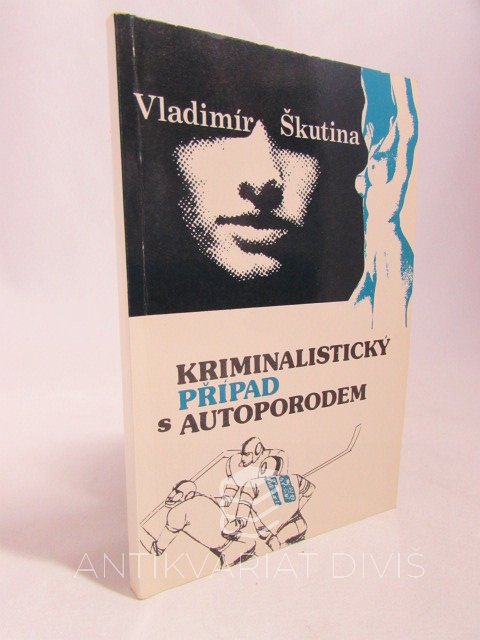 Vladimír Škutina
KRIMINALISTICKÝ
PŘÍPAD
s AUTOPORODEM
ANTIKVARIÁT DIVIŠ